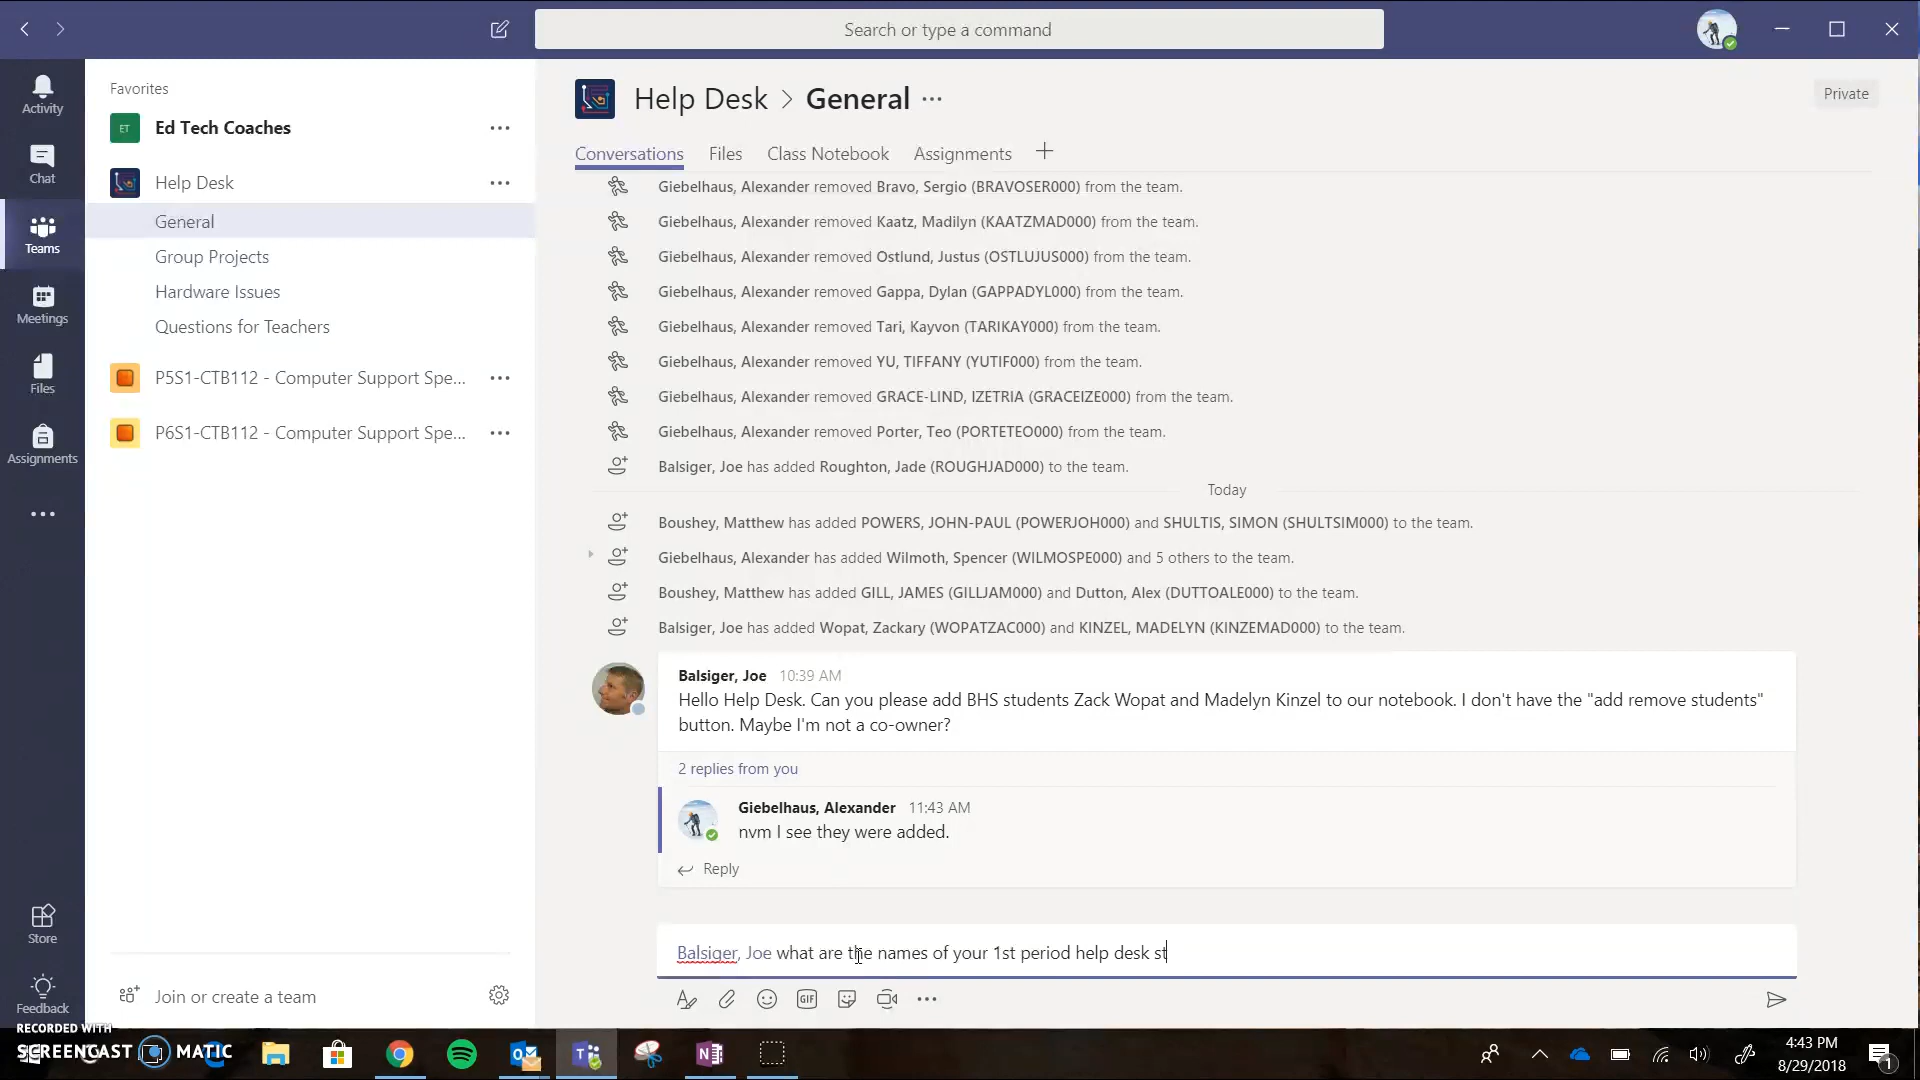 Search or type a command
Activity
Chat
Teams
Meetings
Files
Assignments
Store
Feedback
Favorites
ET
Ed Tech Coaches
Help Desk
General
Group Projects
Hardware Issues
Questions for Teachers
P5S1-CTB112 - Computer Support Spe...
P6S1-CTB112 - Computer Support Spe...
Join or create a team
Help Desk > General ...
Private
Conversations Files Class Notebook Assignments +
Giebelhaus, Alexander removed Bravo, Sergio (BRAVOSER000) from the team.
Giebelhaus, Alexander removed Kaatz, Madilyn (KAATZMAD000) from the team.
Giebelhaus, Alexander removed Ostlund, Justus (OSTLUJUS000) from the team.
Giebelhaus, Alexander removed Gappa, Dylan (GAPPADYL000) from the team.
Giebelhaus, Alexander removed Tari, Kayvon (TARIKAY000) from the team.
Giebelhaus, Alexander removed YU, TIFFANY (YUTIF000) from the team.
Giebelhaus, Alexander removed GRACE-LIND, IZETRIA (GRACEIZE000) from the team.
Giebelhaus, Alexander removed Porter, Teo (PORTETEO000) from the team.
Balsiger, Joe has added Roughton, Jade (ROUGHJAD000) to the team.
Today
Boushey, Matthew has added POWERS, JOHN-PAUL (POWERJOH000) and SHULTIS, SIMON (SHULTSIM000) to the team.
Giebelhaus, Alexander has added Wilmoth, Spencer (WILMOSPE000) and 5 others to the team.
Boushey, Matthew has added GILL, JAMES (GILLJAM000) and Dutton, Alex (DUTTOALE000) to the team.
Balsiger, Joe has added Wopat, Zackary (WOPATZAC000) and KINZEL, MADELYN (KINZEMAD000) to the team.
Balsiger, Joe 10:39 AM
Hello Help Desk. Can you please add BHS students Zack Wopat and Madelyn Kinzel to our notebook. I don't have the "add remove students"
button. Maybe I'm not a co-owner?
2 replies from you
Giebelhaus, Alexander 11:43 AM
nvm I see they were added.
Reply
Balsiger, Joe what are the names of your 1st period help desk st
GIF
RECORDED WITH
SCREENCAST MATIC
4:43 PM
8/29/2018
1